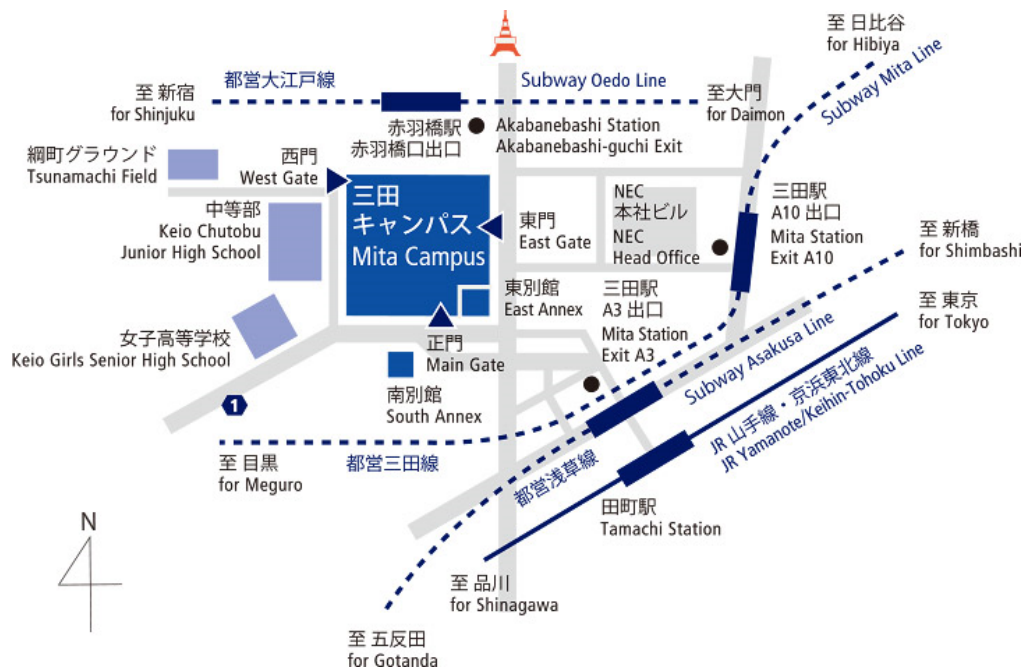 至 日比谷
for Hibiya
Subway Mita Line
都営大江戸線
Subway Oedo Line
至 新宿
for Shinjuku
至大門
for Daimon
赤羽橋駅
赤羽橋口出口
Akabanebashi Station
Akabanebashi-guchi Exit
綱町グラウンド
Tsunamachi Field
西門
West Gate
三田
キャンパス
Mita Campus
東門
East Gate
NEC
本社ビル
NEC
Head Office
三田駅
A10 出口
Mita Station
Exit A10
中等部
Keio Chutobu
Junior High School
至 新橋
for Shimbashi
東別館
East Annex
三田駅
A3 出口
Mita Station
Exit A3
至 東京
for Tokyo
女子高等学校
Keio Girls Senior High School
正門
Main Gate
南別館
South Annex
Subway Asakusa Line
JR 山手線・京浜東北線
JR Yamanote/Keihin-Tohoku Line
1
至 目黒
for Meguro
都営三田線
都営浅草線
田町駅
Tamachi Station
N
至 品川
for Shinagawa
至 五反田
for Gotanda